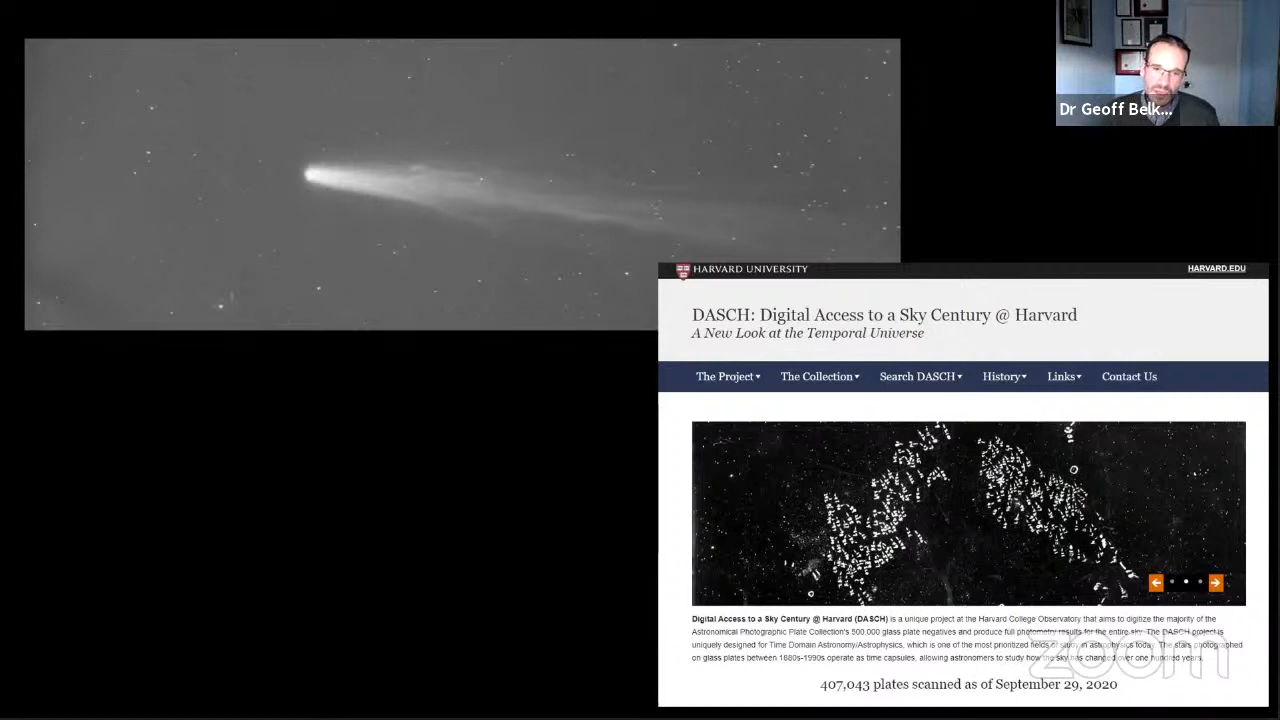 Dr Geoff Belk...
HARVARD UNIVERSITY
HARVARD.EDU
DASCH: Digital Access to a Sky Century @ Harvard
A New Look at the Temporal Universe
The Project▾ The Collection▾ Search DASCH▾ History▾ Links▾ Contact Us
Digital Access to a Sky Century @ Harvard (DASCH) is a unique project at the Harvard College Observatory that aims to digitize the majority of the
Astronomical Photographic Plate Collection's 500,000 glass plate negatives and produce full photometry results for the entire sky. The DASCH project is
uniquely designed for Time Domain Astronomy/Astrophysics, which is one of the most prioritized fields of study in astrophysics today. The stars photographed
on glass plates between 1880s-1990s operate as time capsules, allowing astronomers to study how the sky has changed over one hundred years.
zoom
407,043 plates scanned as of September 29, 2020